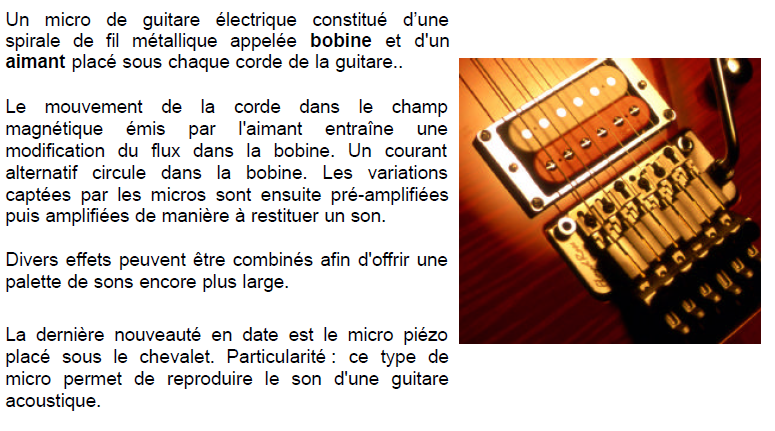 Un micro de guitare électrique constitué d’une
spirale de fil métallique appelée bobine et d'un
aimant placé sous chaque corde de la guitare..
Le mouvement de la corde dans le champ
magnétique émis par l'aimant entraîne une
modification du flux dans la bobine. Un courant
alternatif circule dans la bobine. Les variations
captées par les micros sont ensuite pré-amplifiées
puis amplifiées de manière à restituer un son.
Divers effets peuvent être combinés afin d'offrir une
palette de sons encore plus large.
La dernière nouveauté en date est le micro piézo
placé sous le chevalet. Particularité : ce type de
micro permet de reproduire le son d'une guitare
acoustique.